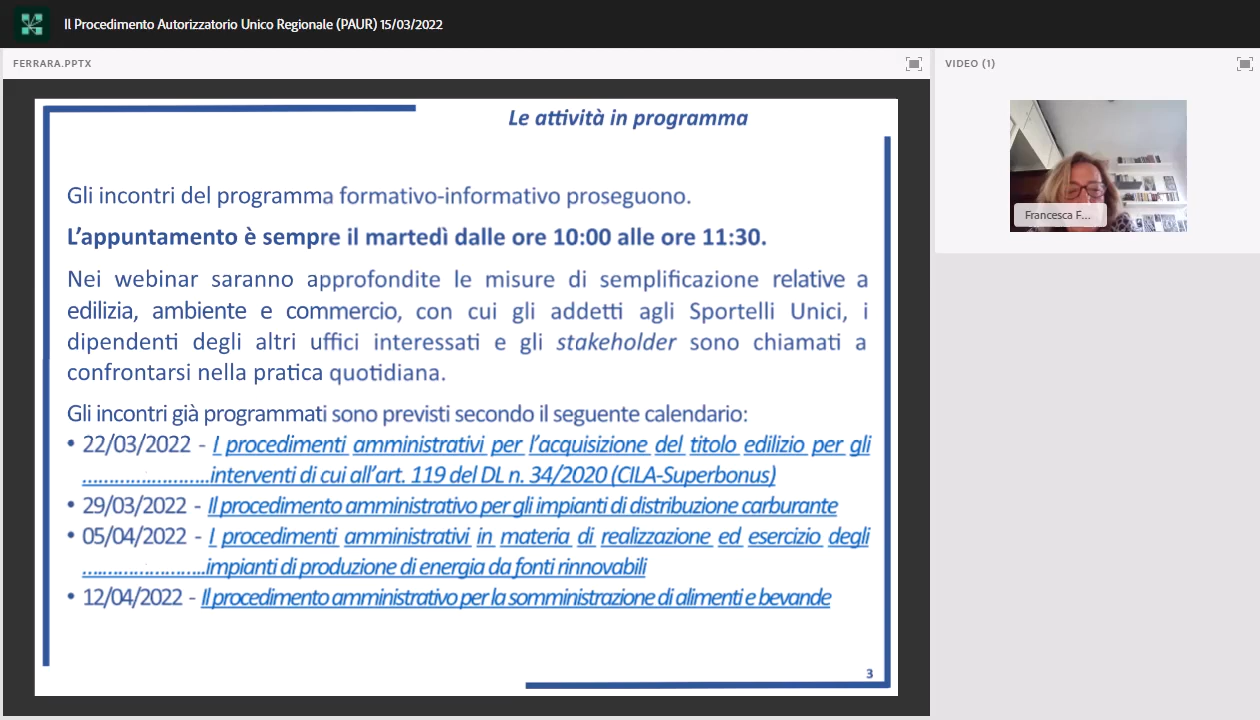 Il Procedimento Autorizzatorio Unico Regionale (PAUR) 15/03/2022
FERRARA.PPTX
VIDEO (1)
Le attività in programma
Gli incontri del programma formativo-informativo proseguono.
L’appuntamento è sempre il martedì dalle ore 10:00 alle ore 11:30.
Nei webinar saranno approfondite le misure di semplificazione relative a
edilizia, ambiente e commercio, con cui gli addetti agli Sportelli Unici, i
dipendenti degli altri uffici interessati e gli stakeholder sono chiamati a
confrontarsi nella pratica quotidiana.
Gli incontri già programmati sono previsti secondo il seguente calendario:
• 22/03/2022 - I procedimenti amministrativi per l’acquisizione del titolo edilizio per gli
…………………..interventi di cui all’art. 119 del DL n. 34/2020 (CILA-Superbonus)
• 29/03/2022 - Il procedimento amministrativo per gli impianti di distribuzione carburante
• 05/04/2022 - I procedimenti amministrativi in materia di realizzazione ed esercizio degli
…………………..impianti di produzione di energia da fonti rinnovabili
• 12/04/2022 - Il procedimento amministrativo per la somministrazione di alimenti e bevande
3
Francesca F...